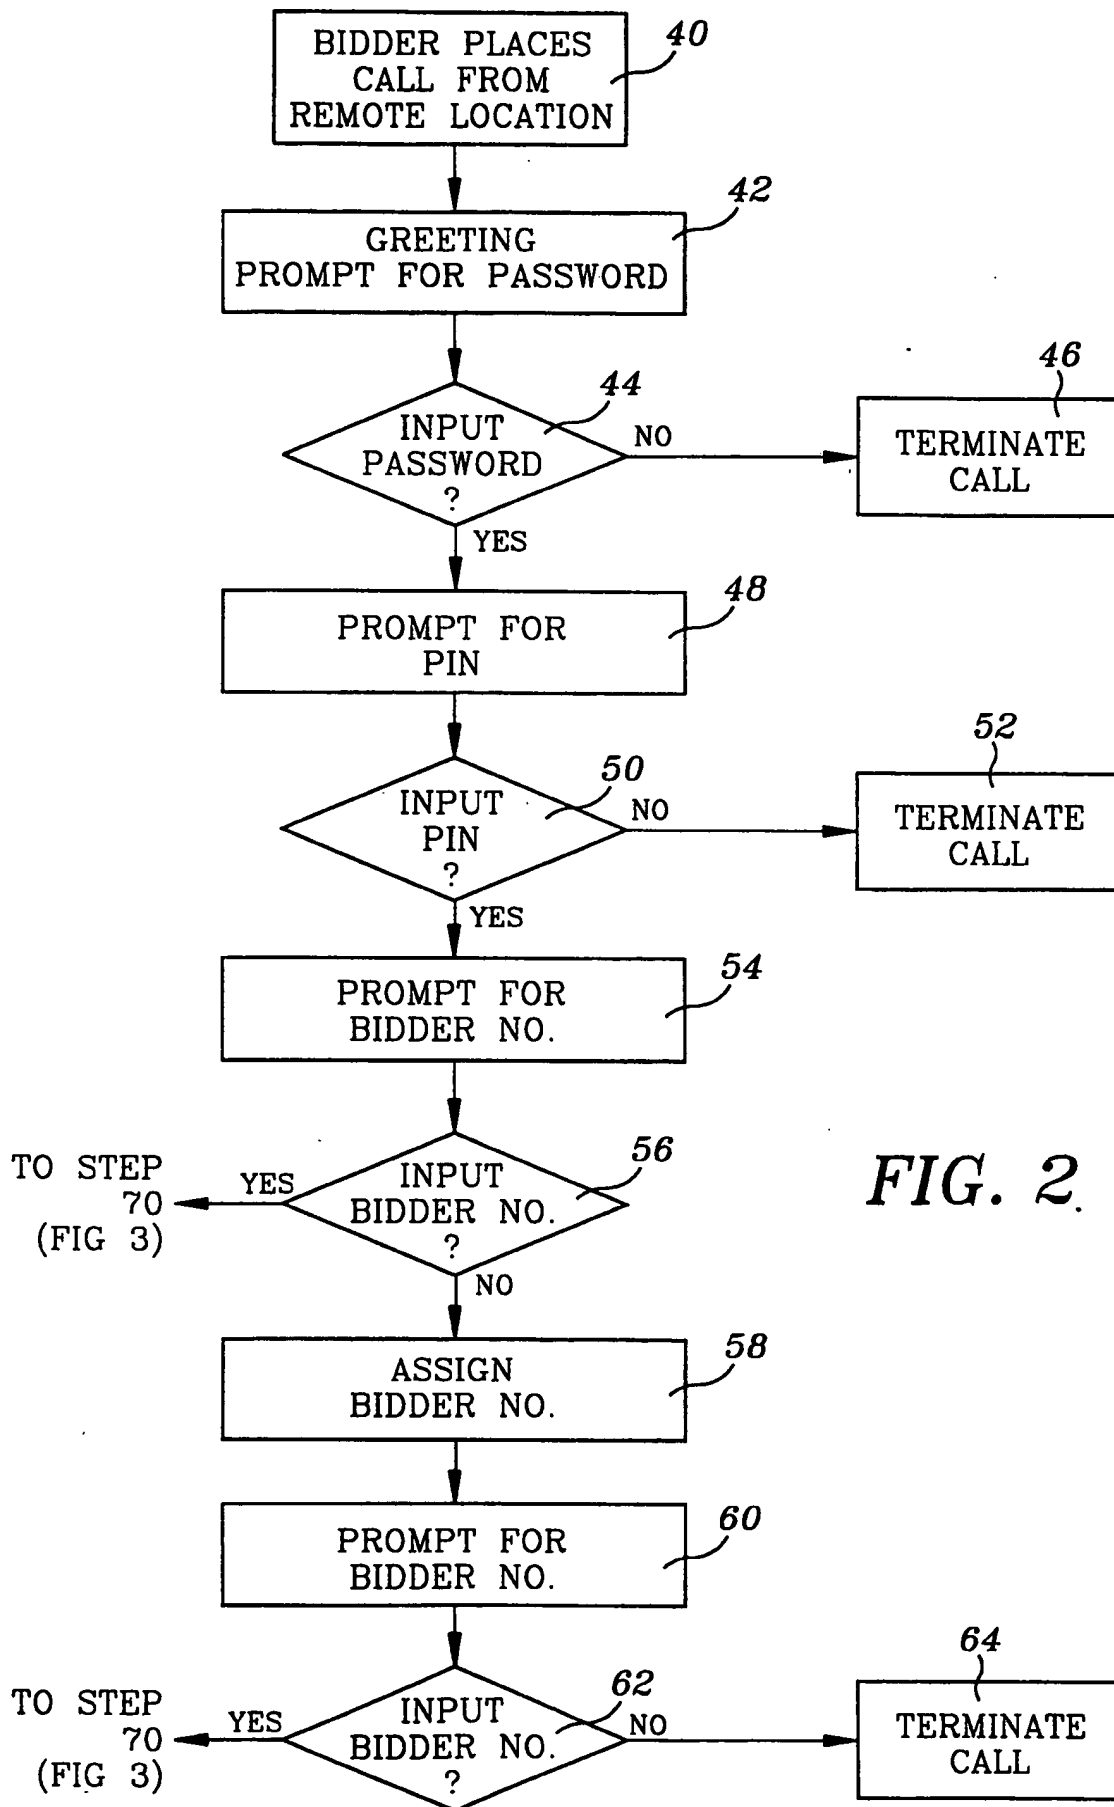 40
BIDDER PLACES
CALL FROM
REMOTE LOCATION
42
GREETING
PROMPT FOR PASSWORD
44
INPUT
PASSWORD
?
NO
46
TERMINATE
CALL
YES
48
PROMPT FOR
PIN
50
INPUT
PIN
?
NO
52
TERMINATE
CALL
YES
54
PROMPT FOR
BIDDER NO.
56
INPUT
BIDDER NO.
?
YES
TO STEP
70
(FIG 3)
FIG. 2.
NO
58
ASSIGN
BIDDER NO.
60
PROMPT FOR
BIDDER NO.
62
INPUT
BIDDER NO.
?
YES
TO STEP
70
(FIG 3)
NO
64
TERMINATE
CALL